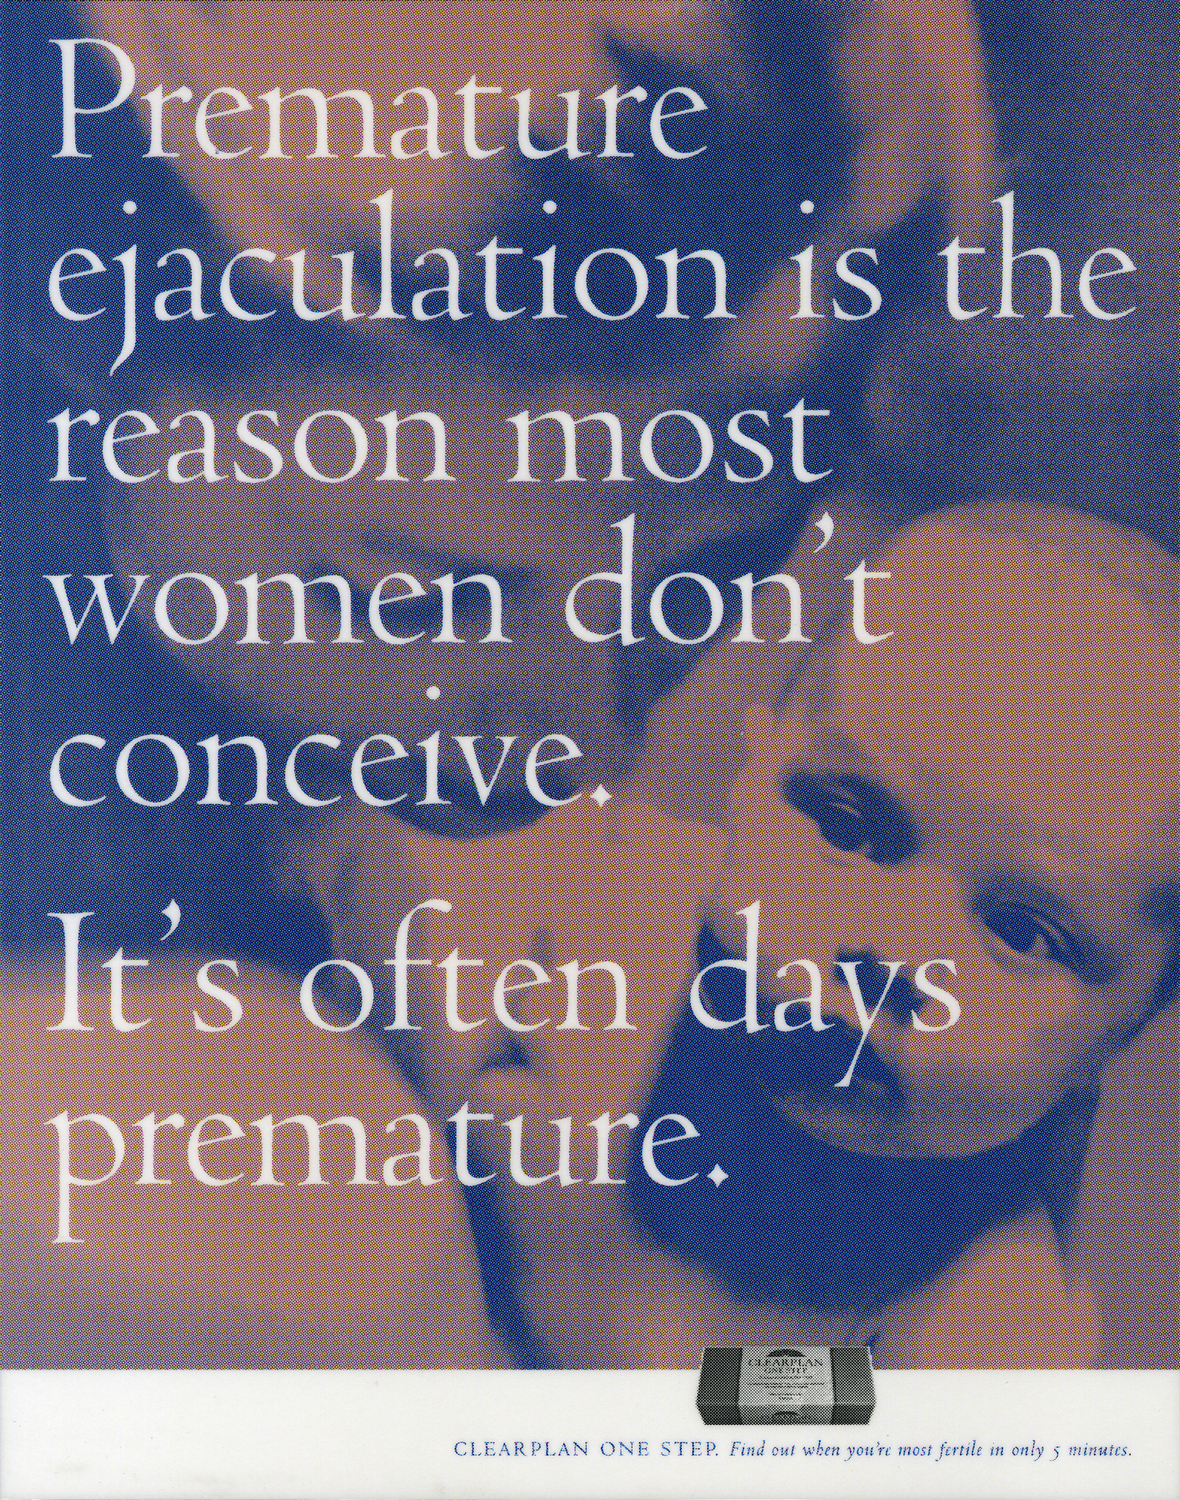 Premature
ejaculation is the
reason most
women don’t
conceive.
It’s often days
premature.
CLEARPLAN
ONE STEP
CLEARPLAN ONE STEP. Find out when you’re most fertile in only 5 minutes.